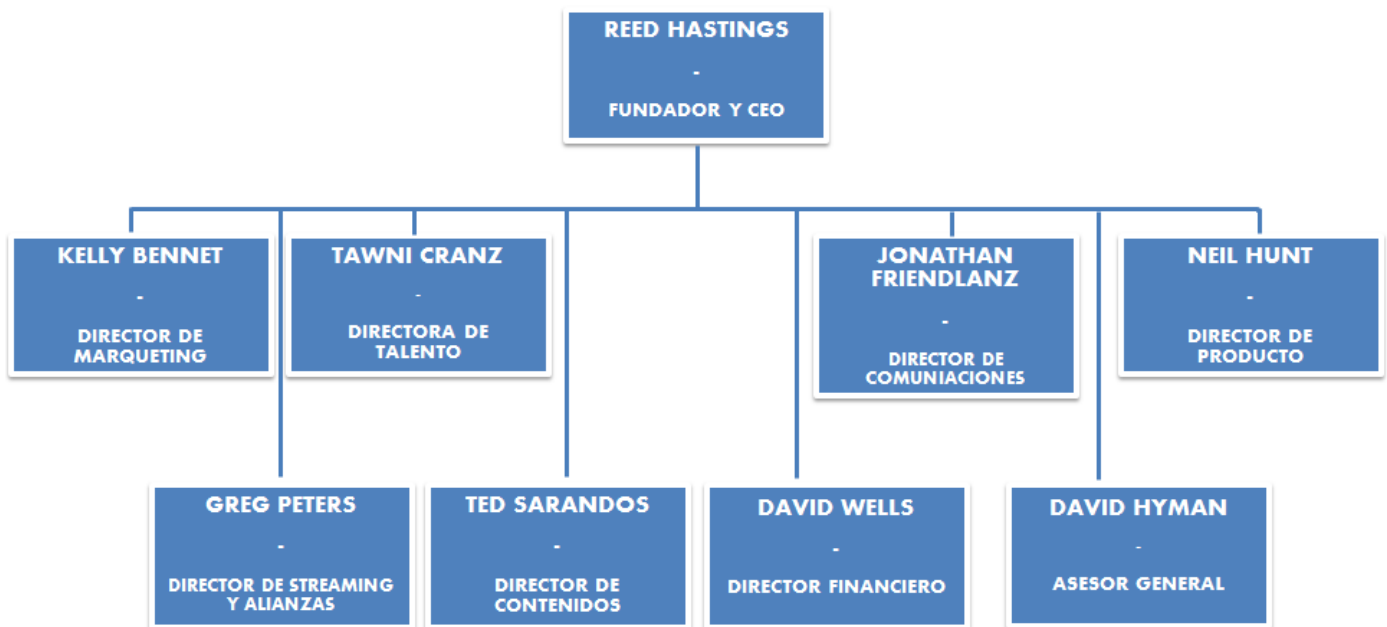 REED HASTINGS
-
FUNDADOR Y CEO
KELLY BENNET
-
DIRECTOR DE
MARQUETING
TAWNI CRANZ
-
DIRECTORA DE
TALENTO
JONATHAN
FRIENDLANZ
-
DIRECTOR DE
COMUNIACIONES
NEIL HUNT
-
DIRECTOR DE
PRODUCTO
GREG PETERS
-
DIRECTOR DE STREAMING
Y ALIANZAS
TED SARANDOS
-
DIRECTOR DE
CONTENIDOS
DAVID WELLS
-
DIRECTOR FINANCIERO
DAVID HYMAN
-
ASESOR GENERAL